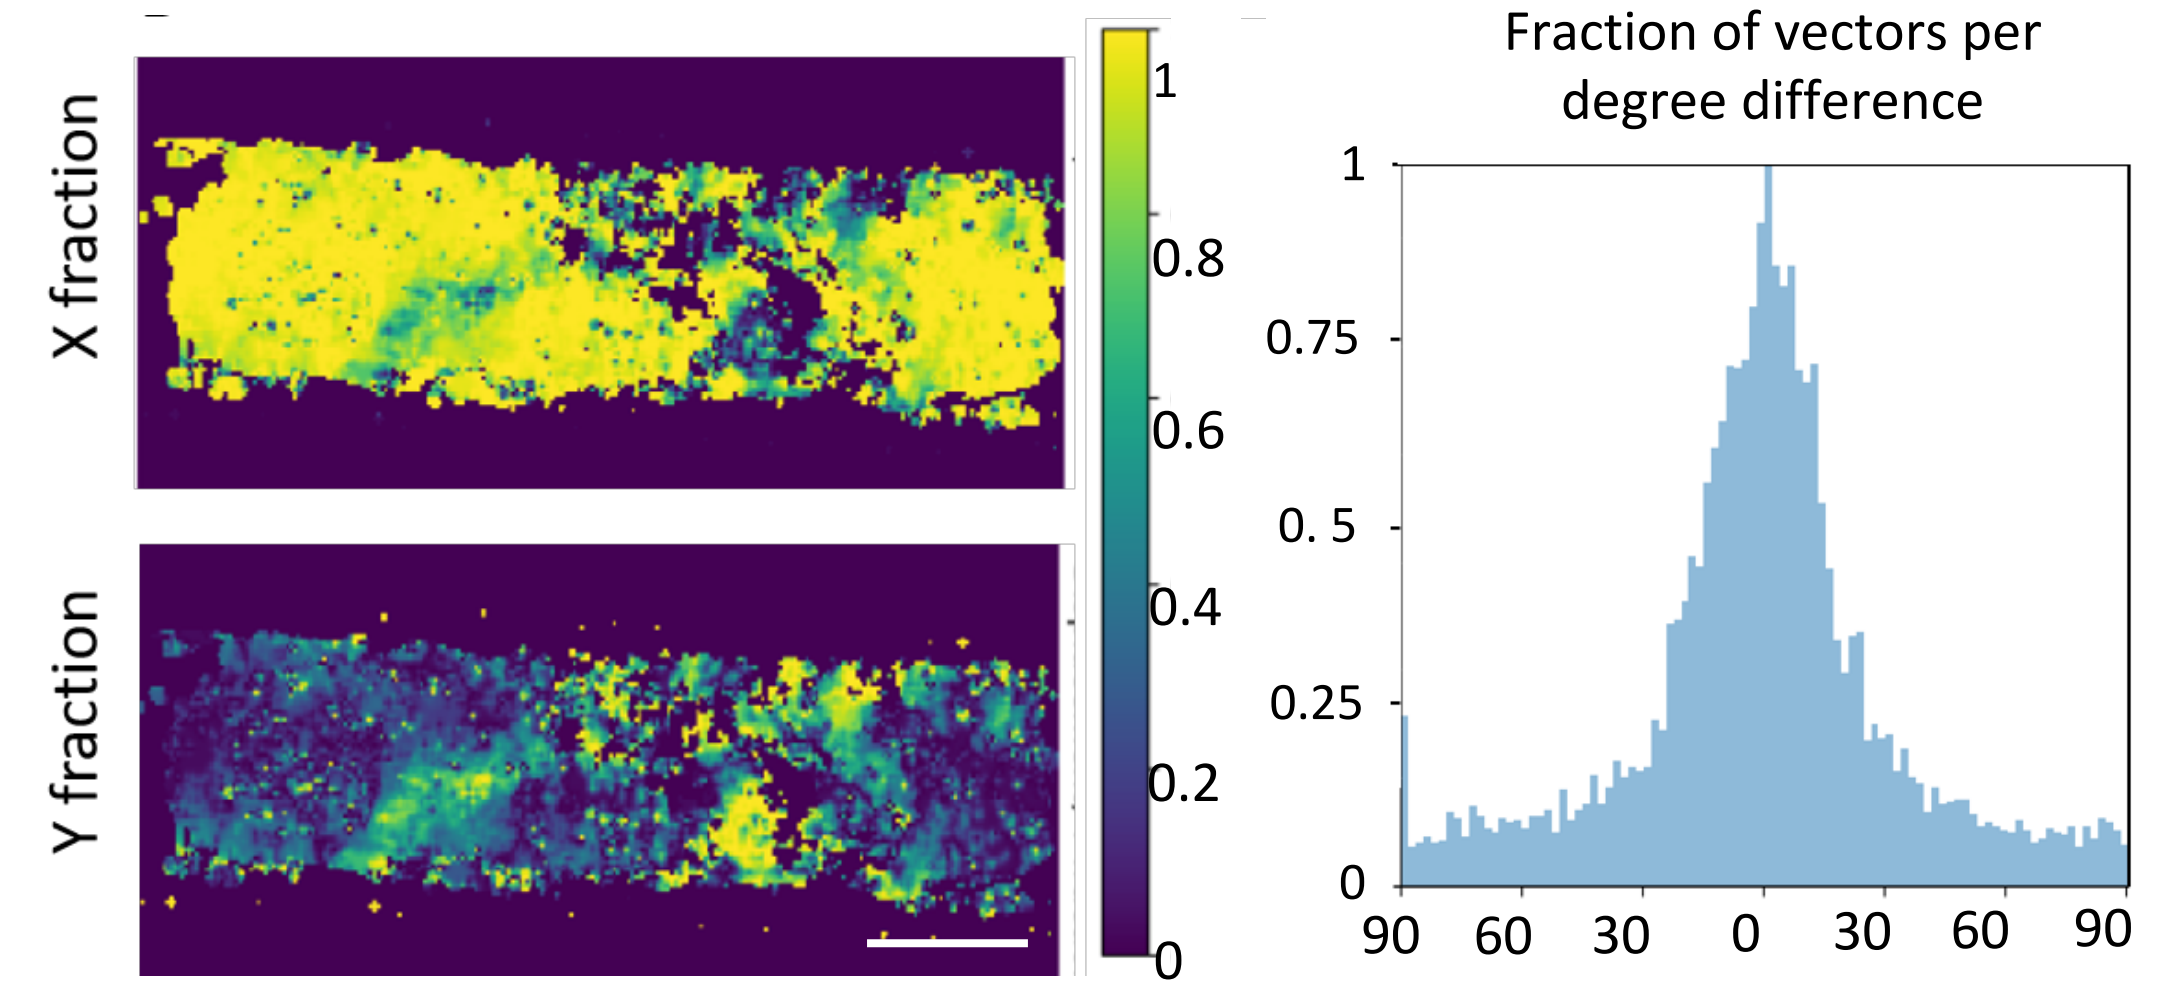 X fraction
Y fraction
1
0.8
0.6
0.4
0.2
0
Fraction of vectors per
degree difference
1
0.75
0. 5
0.25
0
90 60 30 0 30 60 90